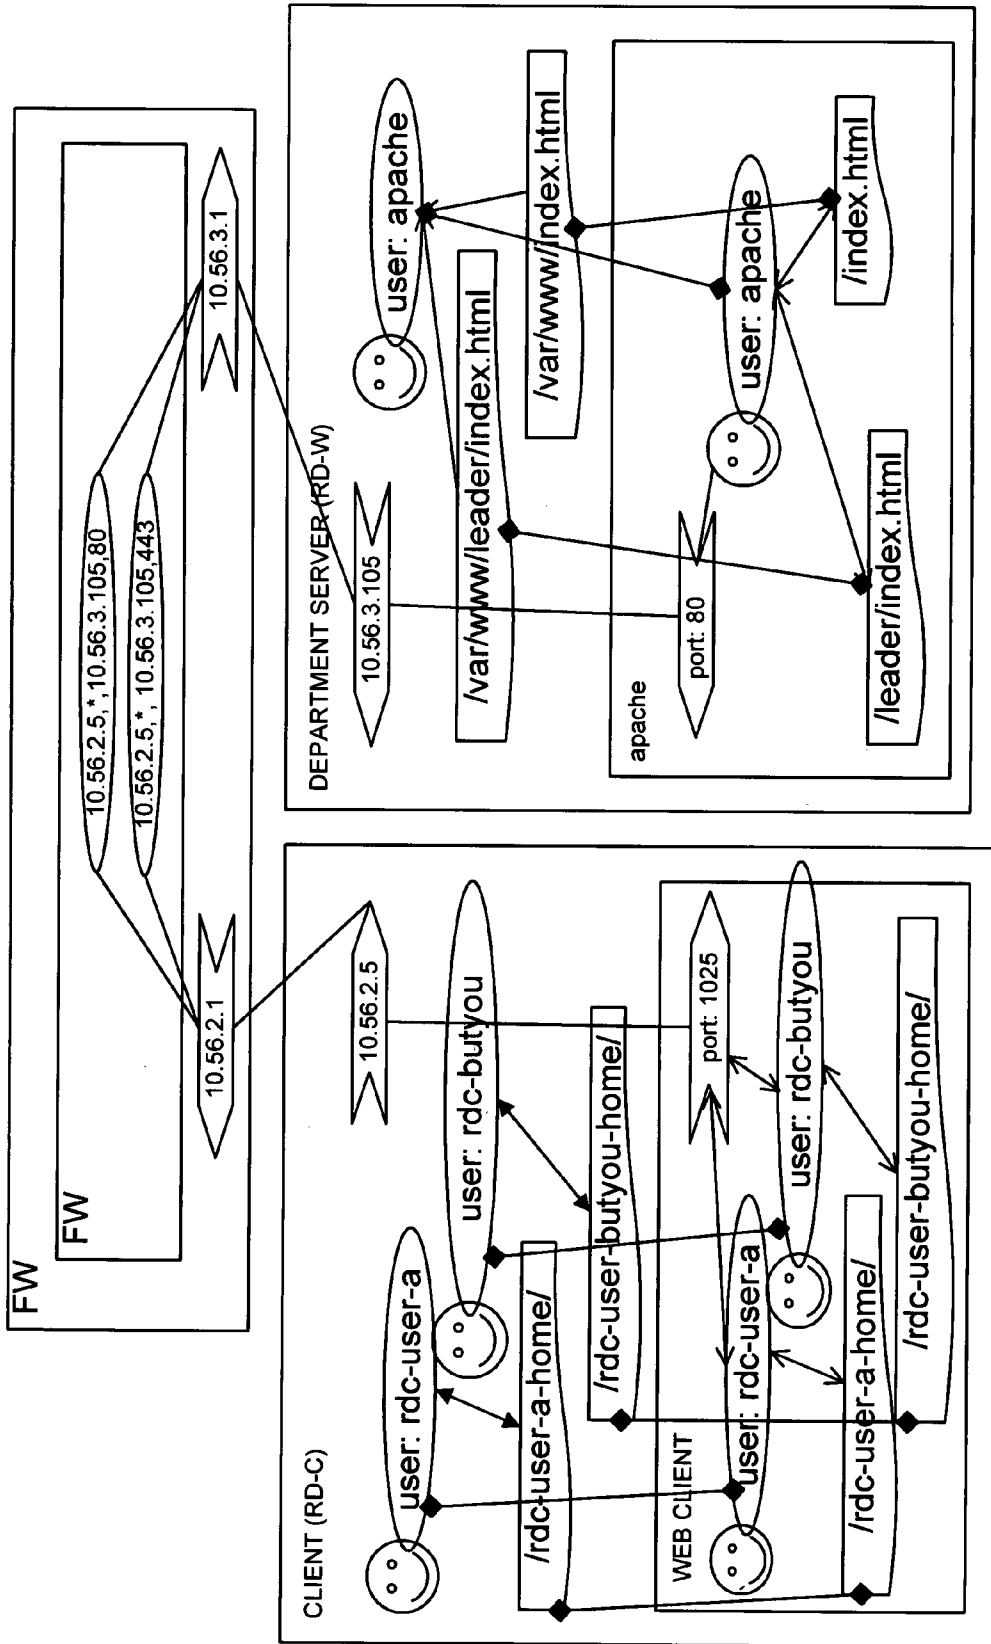 FW
FW
10.56.2.5,*,10.56.3.105,80
10.56.2.5,*, 10.56.3.105,443
10.56.2.1
10.56.3.1
CLIENT (RD-C)
10.56.2.5
user: rdc-user-a
user: rdc-butyou
/rdc-user-a-home/
/rdc-user-butyou-home/
WEB CLIENT
port: 1025
user: rdc-user-a
user: rdc-butyou
/rdc-user-a-home/
/rdc-user-butyou-home/
DEPARTMENT SERVER (RD-W)
10.56.3.105
user: apache
/var/www/leader/index.html
/var/www/index.html
apache
port: 80
user: apache
/leader/index.html
/index.html